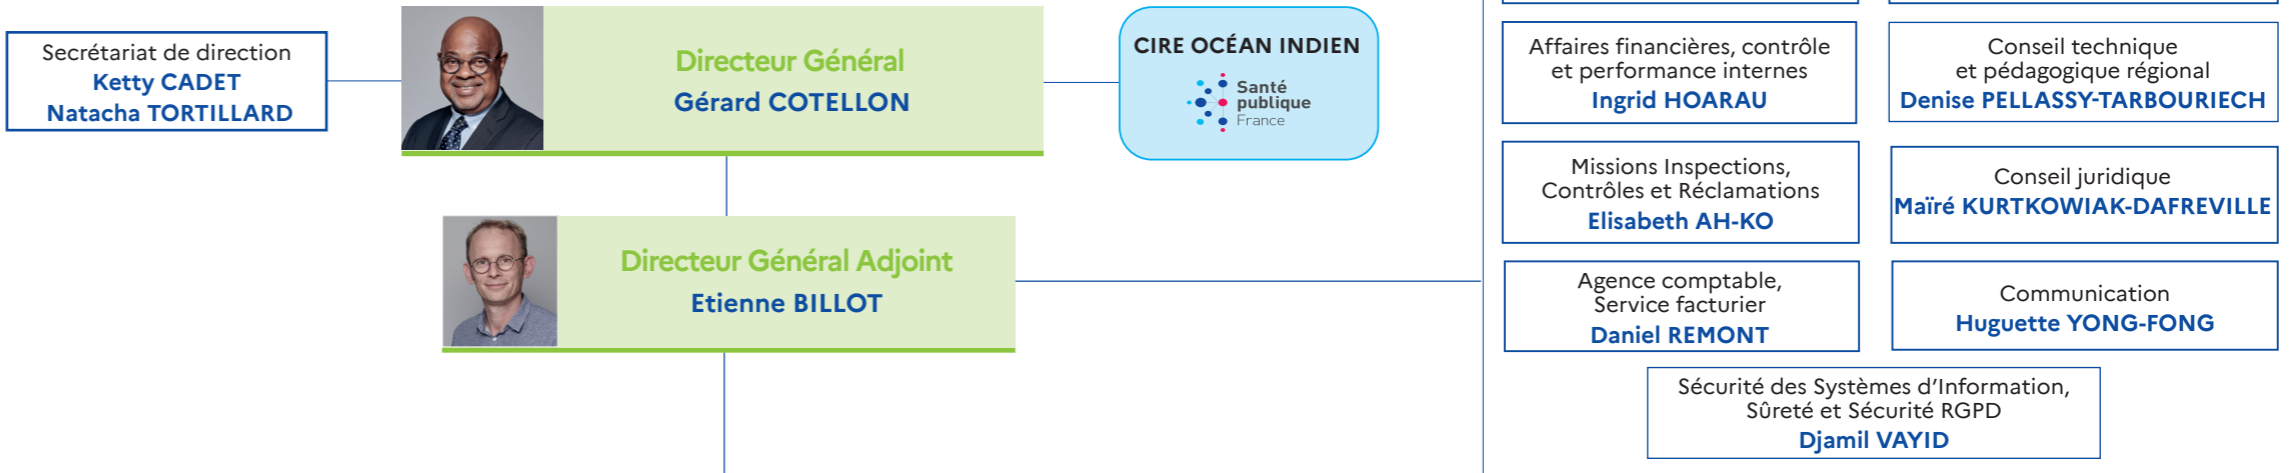 Secrétariat de direction
Ketty CADET
Natacha TORTILLARD
Directeur Général
Gérard COTELLON
CIRE OCÉAN INDIEN
Santé
publique
France
Directeur Général Adjoint
Etienne BILLOT
Affaires financières, contrôle
et performance internes
Ingrid HOARAU
Conseil technique
et pédagogique régional
Denise PELLASSY-TARBOURIECH
Missions Inspections,
Contrôles et Réclamations
Elisabeth AH-KO
Conseil juridique
Maïré KURTKOWIAK-DAFREVILLE
Agence comptable,
Service facturier
Daniel REMONT
Communication
Huguette YONG-FONG
Sécurité des Systèmes d'Information,
Sûreté et Sécurité RGPD
Djamil VAYID